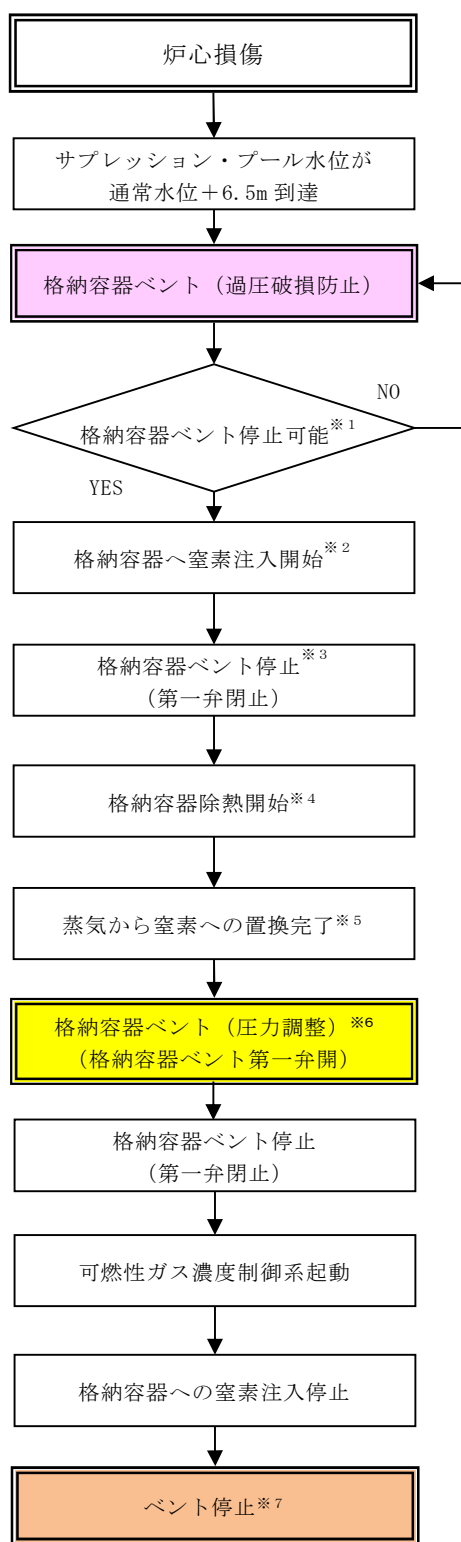 炉心損傷
サプレッション・プール水位が
通常水位＋6.5m 到達
格納容器ベント（過圧破損防止）
NO
格納容器ベント停止可能※1
YES
格納容器へ窒素注入開始※2
格納容器ベント停止※3
（第一弁閉止）
格納容器除熱開始※4
蒸気から窒素への置換完了※5
格納容器ベント（圧力調整）※6
（格納容器ベント第一弁開）
格納容器ベント停止
（第一弁閉止）
可燃性ガス濃度制御系起動
格納容器への窒素注入停止
ベント停止※7